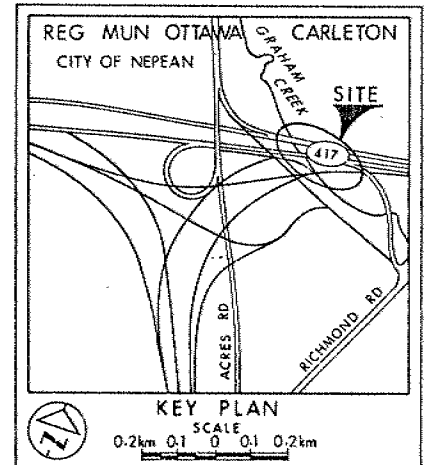 REG MUN OTTAWA CARLETON
CITY OF NEPEAN
GRAHAM
CREEK
SITE
417
ACRES RD
RICHMOND RD
N
KEY PLAN
SCALE
0.2km 0.1 0 0.1 0.2km